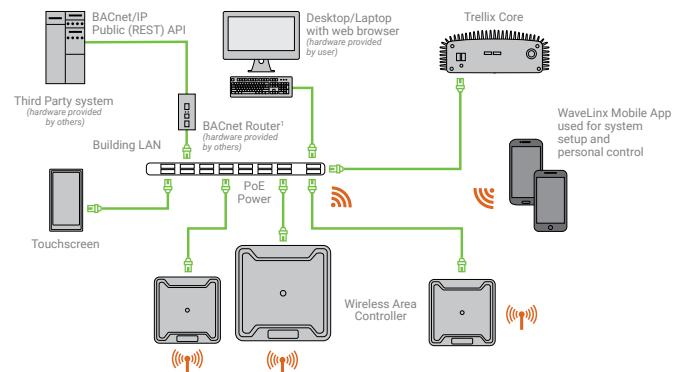 BACnet/IP
Public (REST) API
Desktop/Laptop
with web browser
(hardware provided
by user)
Trellix Core
Third Party system
(hardware provided
by others)
BACnet Router1
(hardware provided
by others)
Building LAN
WaveLinx Mobile App
used for system
setup and
personal control
PoE
Power
Touchscreen
Wireless Area
Controller